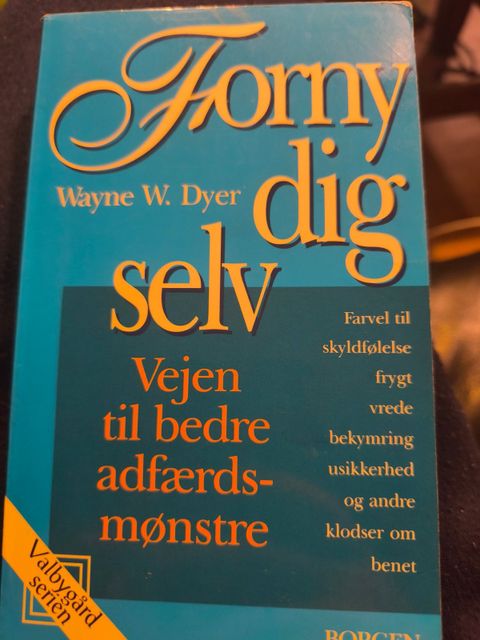 Forny
dig
selv
Wayne W. Dyer
Vejen
til bedre
adfærds-
mønstre
Farvel til
skyldfølelse
frygt
vrede
bekymring
usikkerhed
og andre
klodser om
benet
Valbygård
serien
BORGEN